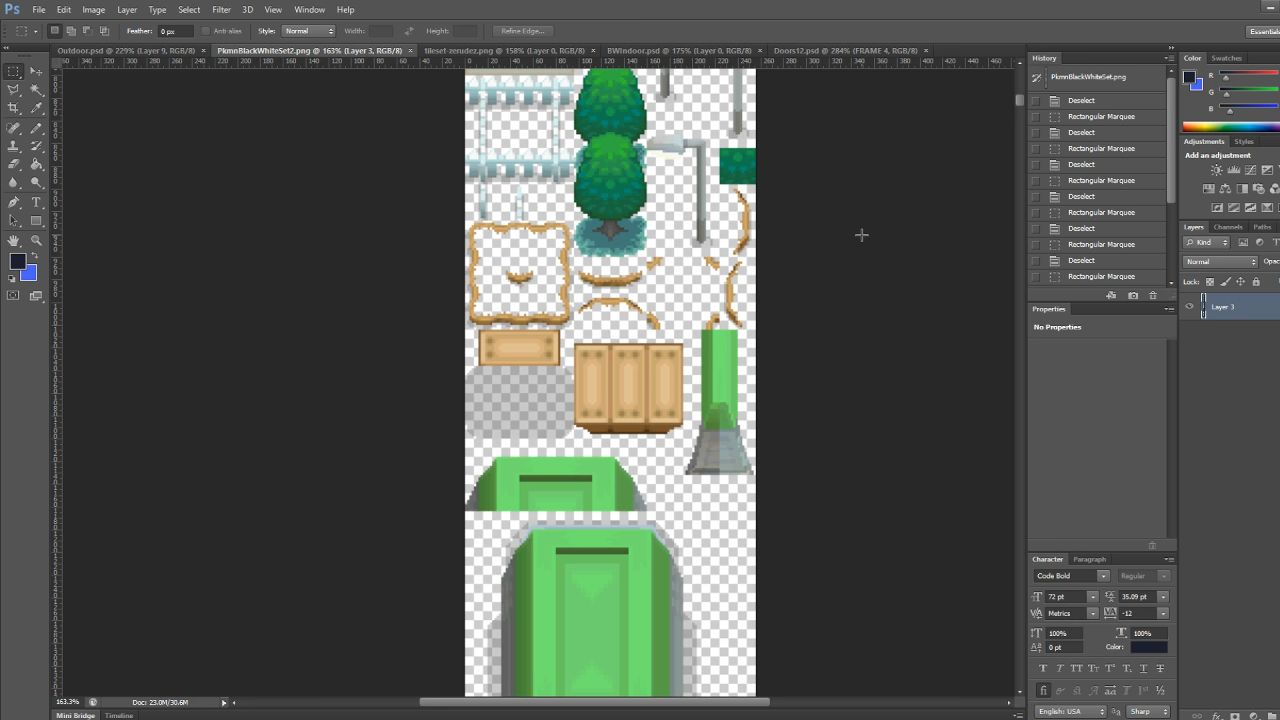 Ps File Edit Image Layer Type Select Filter 3D View Window Help
Feather: 0 px Anti-alias Style: Normal Width: Height: Refine Edge... Essentials
Outdoor.psd @ 229% (Layer 9, RGB/8) × PkmnBlackWhiteSet2.png @ 163% (Layer 3, RGB/8) × tileset-zerudez.png @ 158% (Layer 0, RGB/8) × BWIndoor.psd @ 175% (Layer 0, RGB/8) × Doors12.psd @ 284% (FRAME 4, RGB/8) ×
History
PkmnBlackWhiteSet.png
Deselect
Rectangular Marquee
Deselect
Rectangular Marquee
Deselect
Rectangular Marquee
Deselect
Rectangular Marquee
Deselect
Rectangular Marquee
Deselect
Rectangular Marquee
Properties
No Properties
Character Paragraph
Code Bold Regular
72 pt 35.09 pt
Metrics -12
100% 100%
0 pt Color:
English: USA Sharp
Color Swatches
R
G
B
Adjustments Styles
Add an adjustment
Layers Channels Paths
Kind
Normal Opac
Lock:
Layer 3
163.3% Doc: 23.0M/30.6M
Mini Bridge Timeline